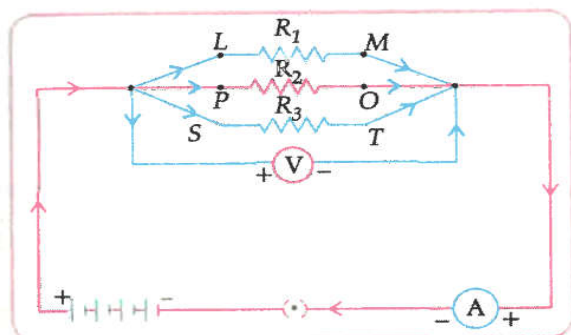 L R1 M
R2
P O
R3
S T
+ V −
+ −
− A +